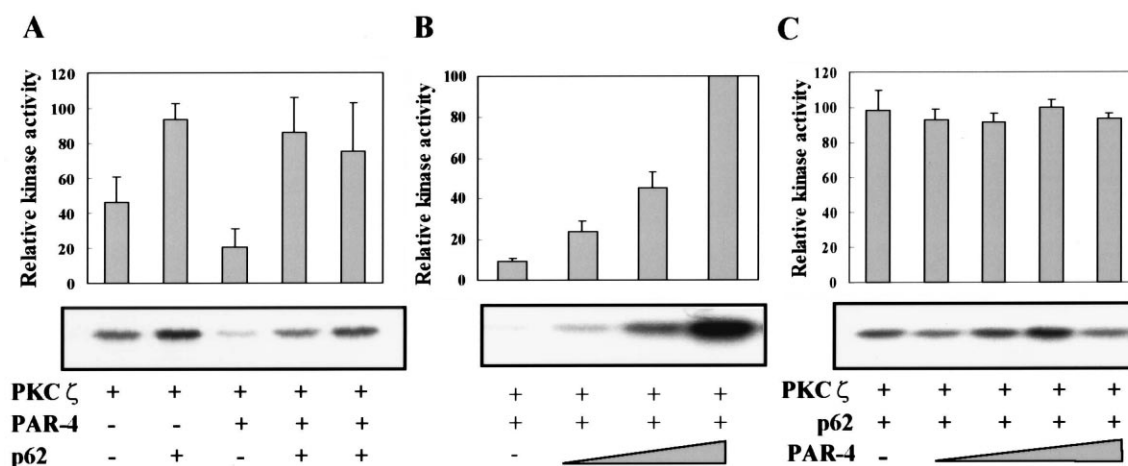 A
B
C
Relative kinase activity
120
100
80
60
40
20
0
Relative kinase activity
100
80
60
40
20
0
Relative kinase activity
120
100
80
60
40
20
0
PKC ζ + + + + +
PAR-4 - - + + +
p62 - + - + +
+ + + +
+ + + +
-
PKC ζ + + + + +
p62 + + + + +
PAR-4 -